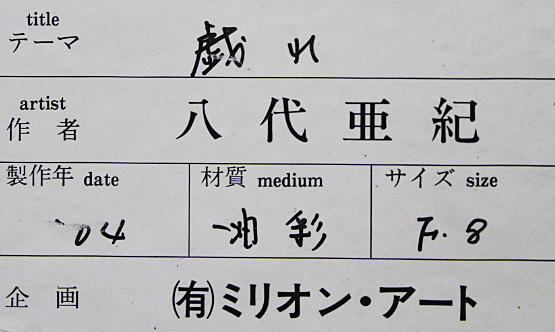 title
テーマ 戯れ
artist
作者 八代亜紀
製作年 date 材質 medium サイズ size
'04 油彩 F.8
企画 (有)ミリオン・アート